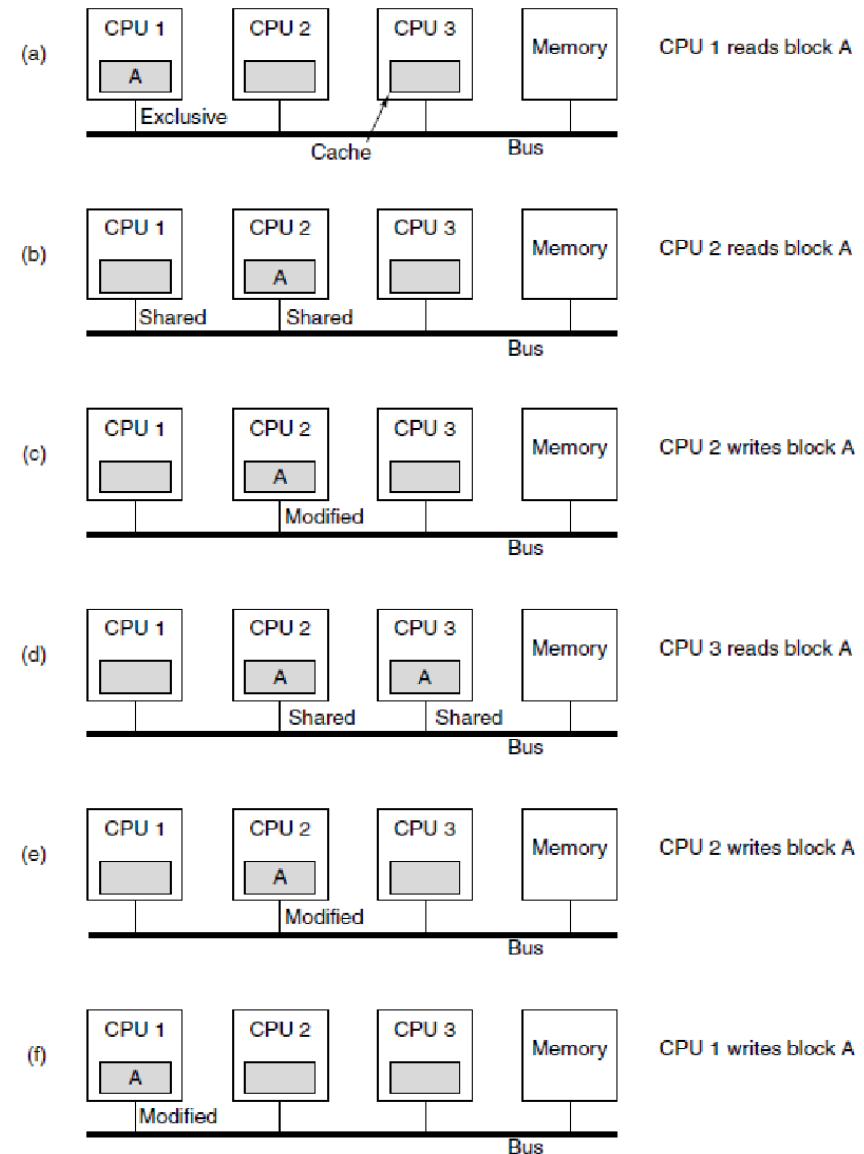 (a) CPU 1 CPU 2 CPU 3 Memory CPU 1 reads block A
A
Exclusive
Cache Bus
(b) CPU 1 CPU 2 CPU 3 Memory CPU 2 reads block A
A
Shared Shared
Bus
(c) CPU 1 CPU 2 CPU 3 Memory CPU 2 writes block A
A
Modified
Bus
(d) CPU 1 CPU 2 CPU 3 Memory CPU 3 reads block A
A A
Shared Shared
Bus
(e) CPU 1 CPU 2 CPU 3 Memory CPU 2 writes block A
A
Modified
Bus
(f) CPU 1 CPU 2 CPU 3 Memory CPU 1 writes block A
A
Modified
Bus